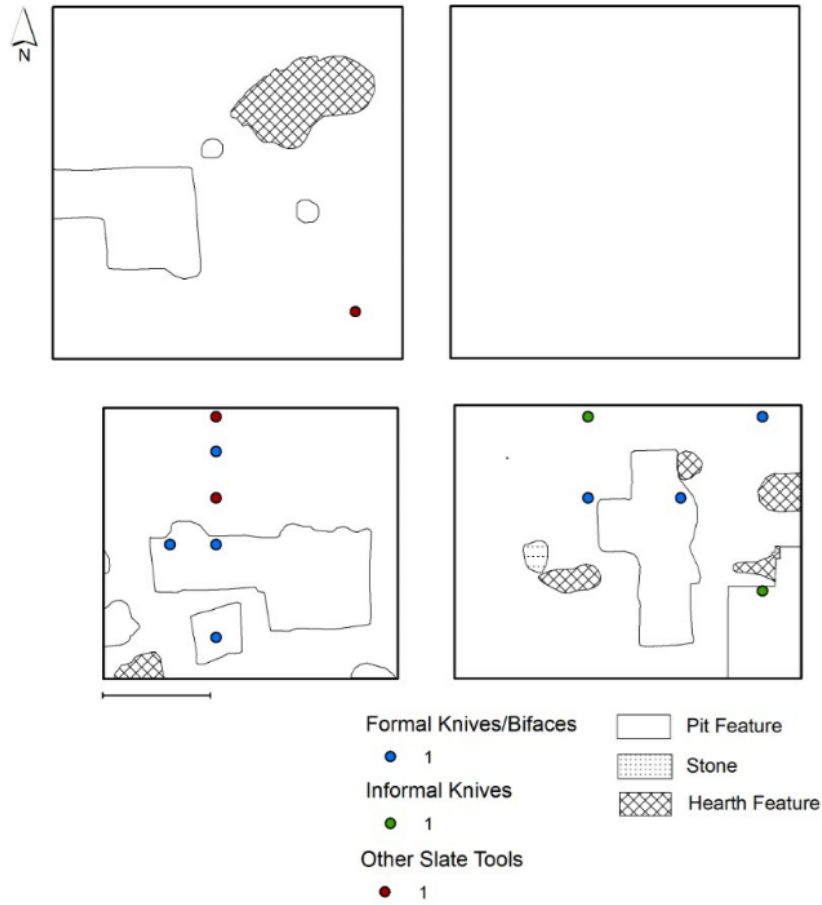 N
Formal Knives/Bifaces
1
Informal Knives
1
Other Slate Tools
1
Pit Feature
Stone
Hearth Feature